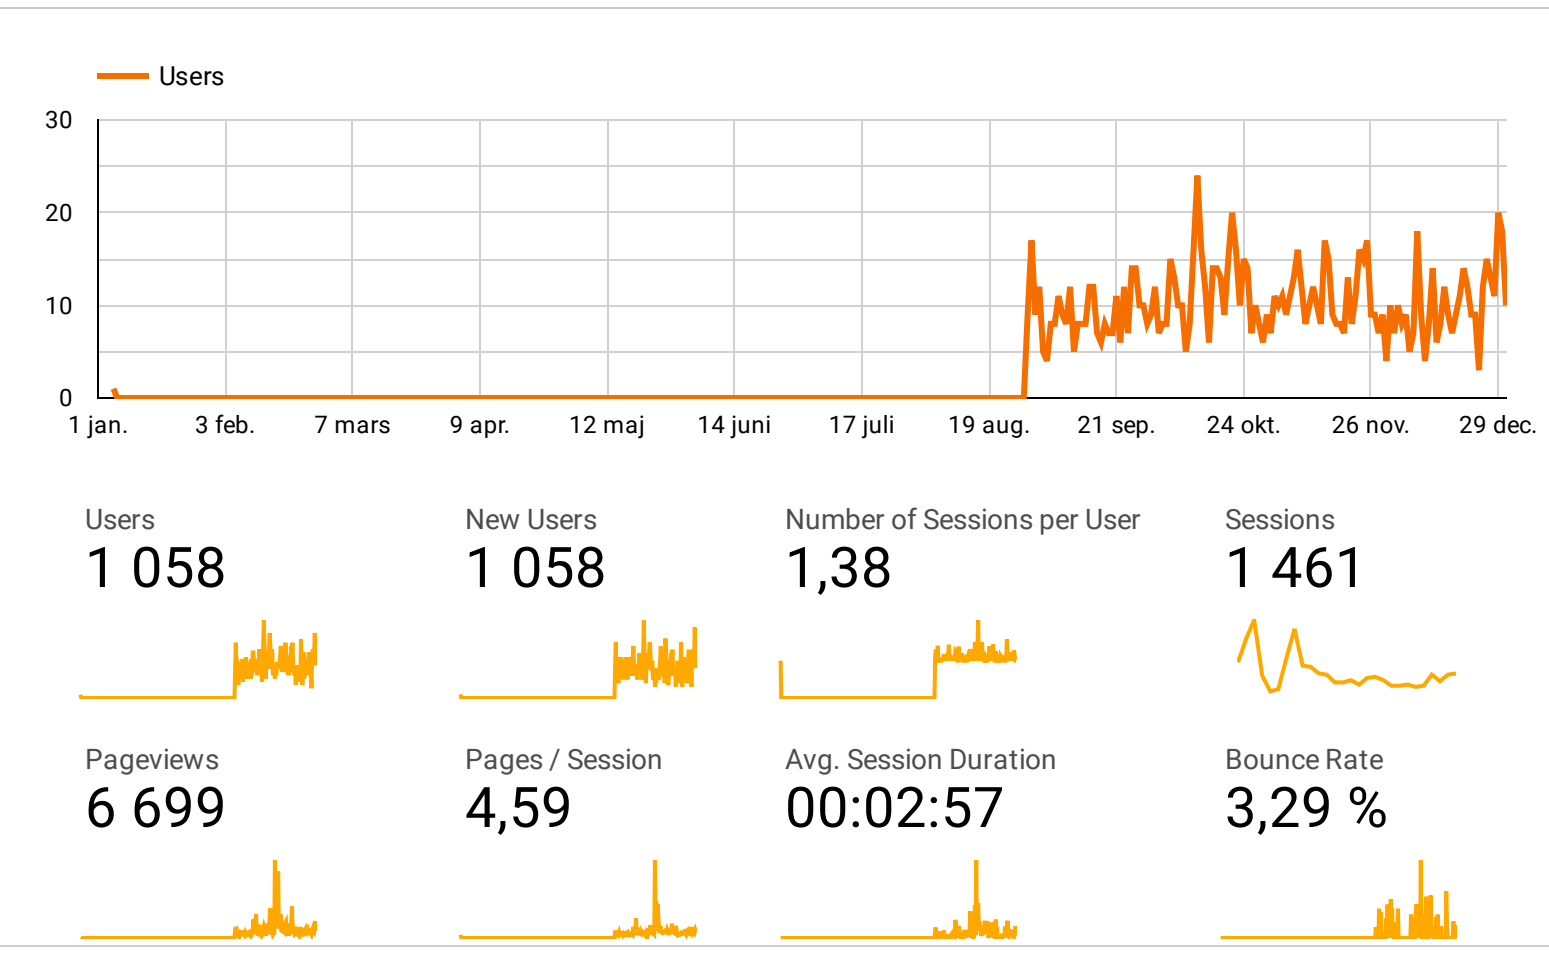 Users
30
20
10
0
1 jan. 3 feb. 7 mars 9 apr. 12 maj 14 juni 17 juli 19 aug. 21 sep. 24 okt. 26 nov. 29 dec.
Users New Users Number of Sessions per User Sessions
1 058 1 058 1,38 1 461
Pageviews Pages / Session Avg. Session Duration Bounce Rate
6 699 4,59 00:02:57 3,29 %